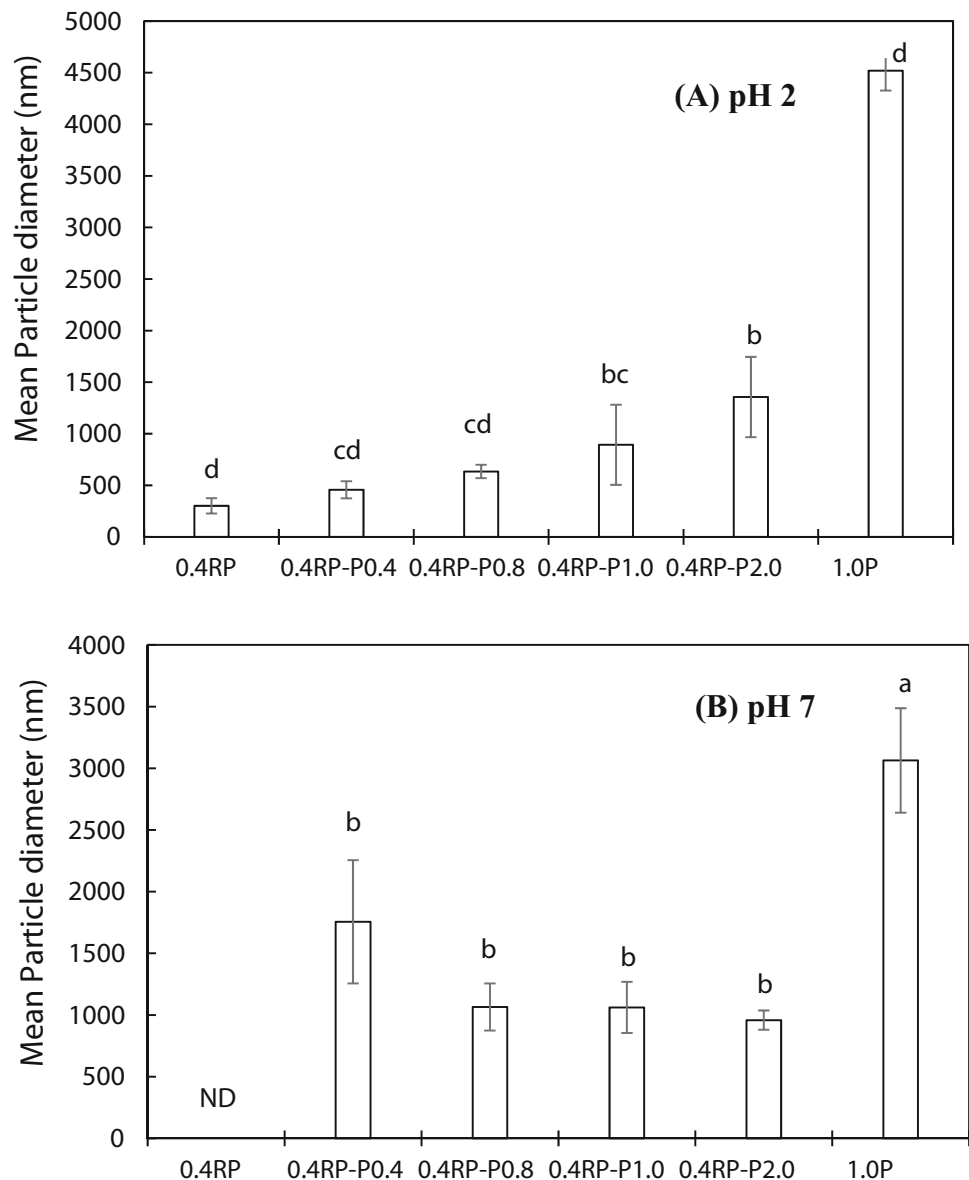 Mean Particle diameter (nm)
5000
4500
4000
3500
3000
2500
2000
1500
1000
500
0
(A) pH 2
d
cd
cd
bc
b
d
0.4RP 0.4RP-P0.4 0.4RP-P0.8 0.4RP-P1.0 0.4RP-P2.0 1.0P
Mean Particle diameter (nm)
4000
3500
3000
2500
2000
1500
1000
500
0
(B) pH 7
ND
b
b
b
b
a
0.4RP 0.4RP-P0.4 0.4RP-P0.8 0.4RP-P1.0 0.4RP-P2.0 1.0P